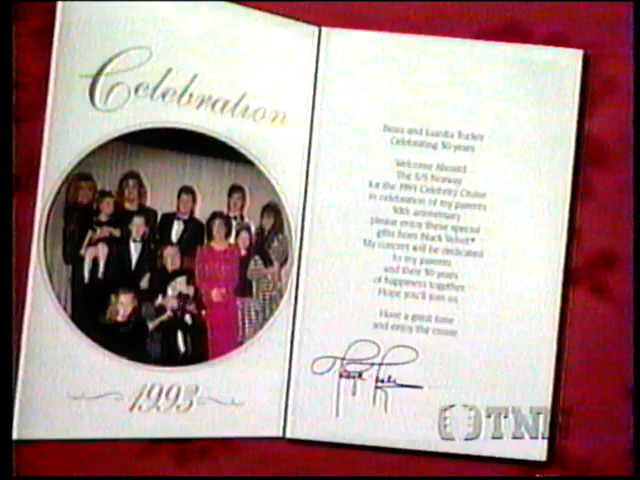 Celebration
1993
Beau and Juanita Tucker
Celebrating 50 years
Welcome Aboard
The S/S Norway
for the 1993 Celebrity Cruise
in celebration of my parents
50th anniversary
please enjoy these special
gifts from Black Velvet®
My concert will be dedicated
to my parents
and their 50 years
of happiness together
Hope you'll join us
Have a great time
and enjoy the cruise
TNN